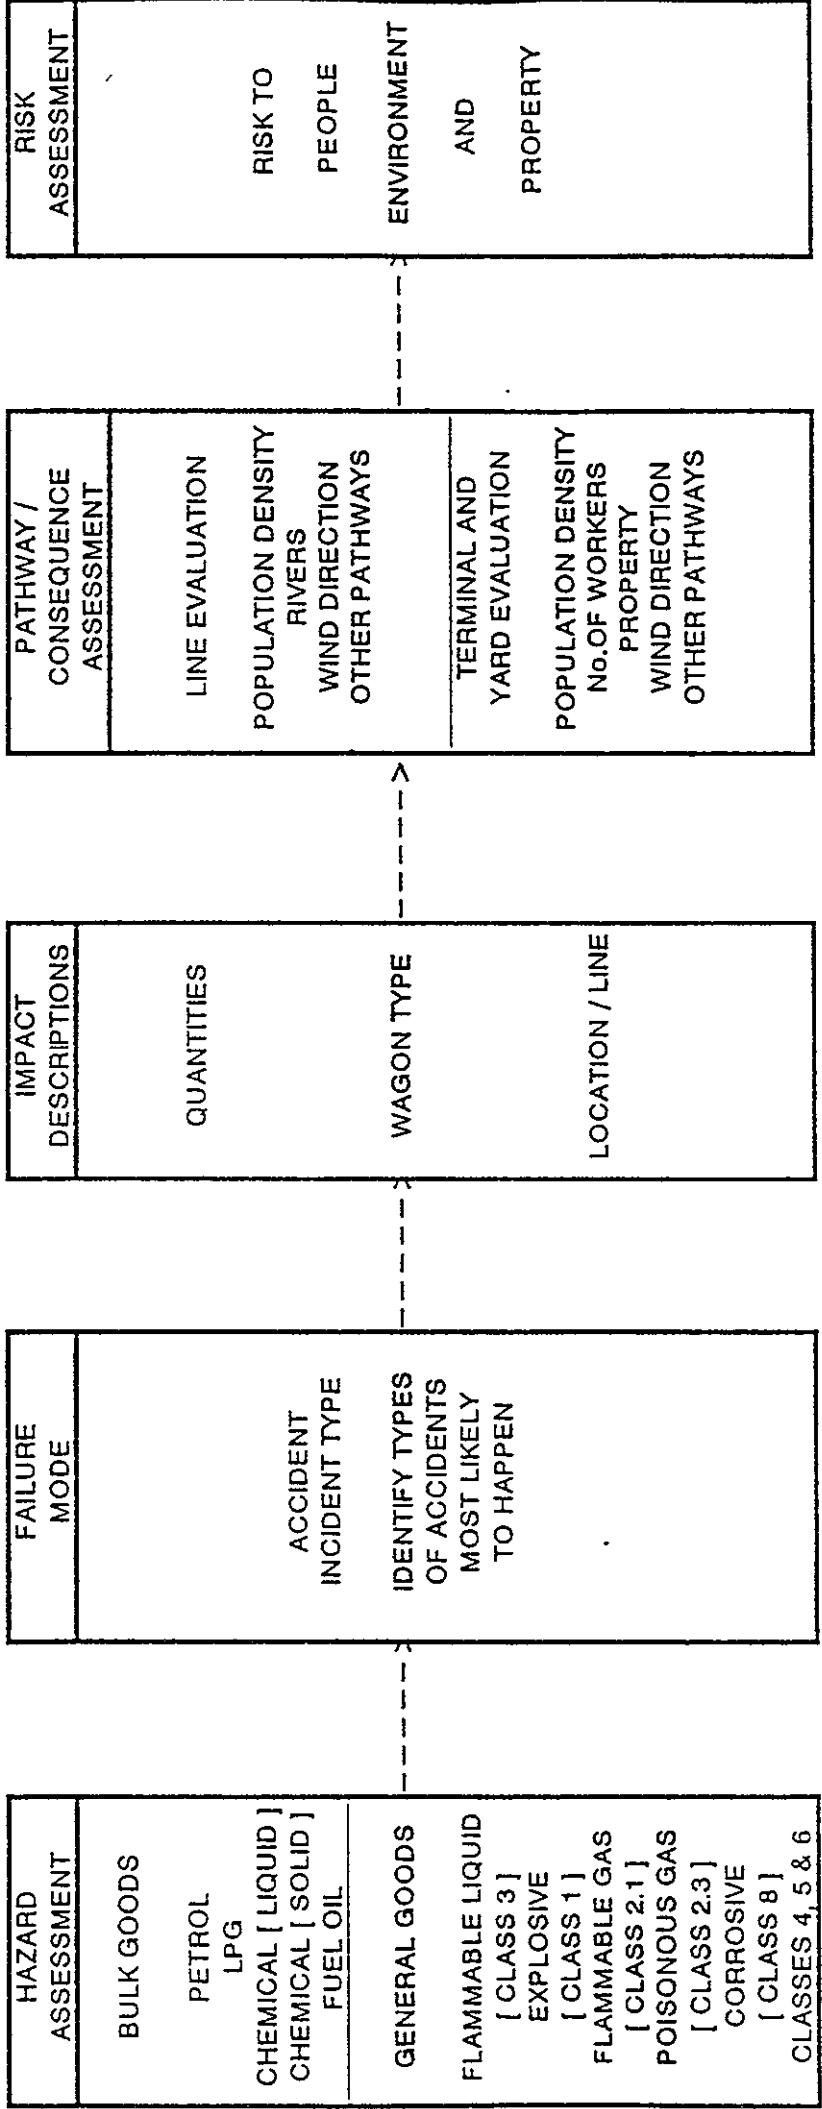 HAZARD
ASSESSMENT
BULK GOODS
PETROL
LPG
CHEMICAL [ LIQUID ]
CHEMICAL [ SOLID ]
FUEL OIL
GENERAL GOODS
FLAMMABLE LIQUID
[ CLASS 3 ]
EXPLOSIVE
[ CLASS 1 ]
FLAMMABLE GAS
[ CLASS 2.1 ]
POISONOUS GAS
[ CLASS 2.3 ]
CORROSIVE
[ CLASS 8 ]
CLASSES 4, 5 & 6
FAILURE
MODE
ACCIDENT
INCIDENT TYPE
IDENTIFY TYPES
OF ACCIDENTS
MOST LIKELY
TO HAPPEN
IMPACT
DESCRIPTIONS
QUANTITIES
WAGON TYPE
LOCATION / LINE
PATHWAY /
CONSEQUENCE
ASSESSMENT
LINE EVALUATION
POPULATION DENSITY
RIVERS
WIND DIRECTION
OTHER PATHWAYS
TERMINAL AND
YARD EVALUATION
POPULATION DENSITY
No.OF WORKERS
PROPERTY
WIND DIRECTION
OTHER PATHWAYS
RISK
ASSESSMENT
RISK TO
PEOPLE
ENVIRONMENT
AND
PROPERTY